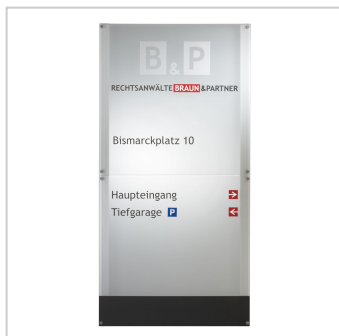 B&P
RECHTSANWÄLTE BRAUN & PARTNER
Bismarckplatz 10
Haupteingang
Tiefgarage P